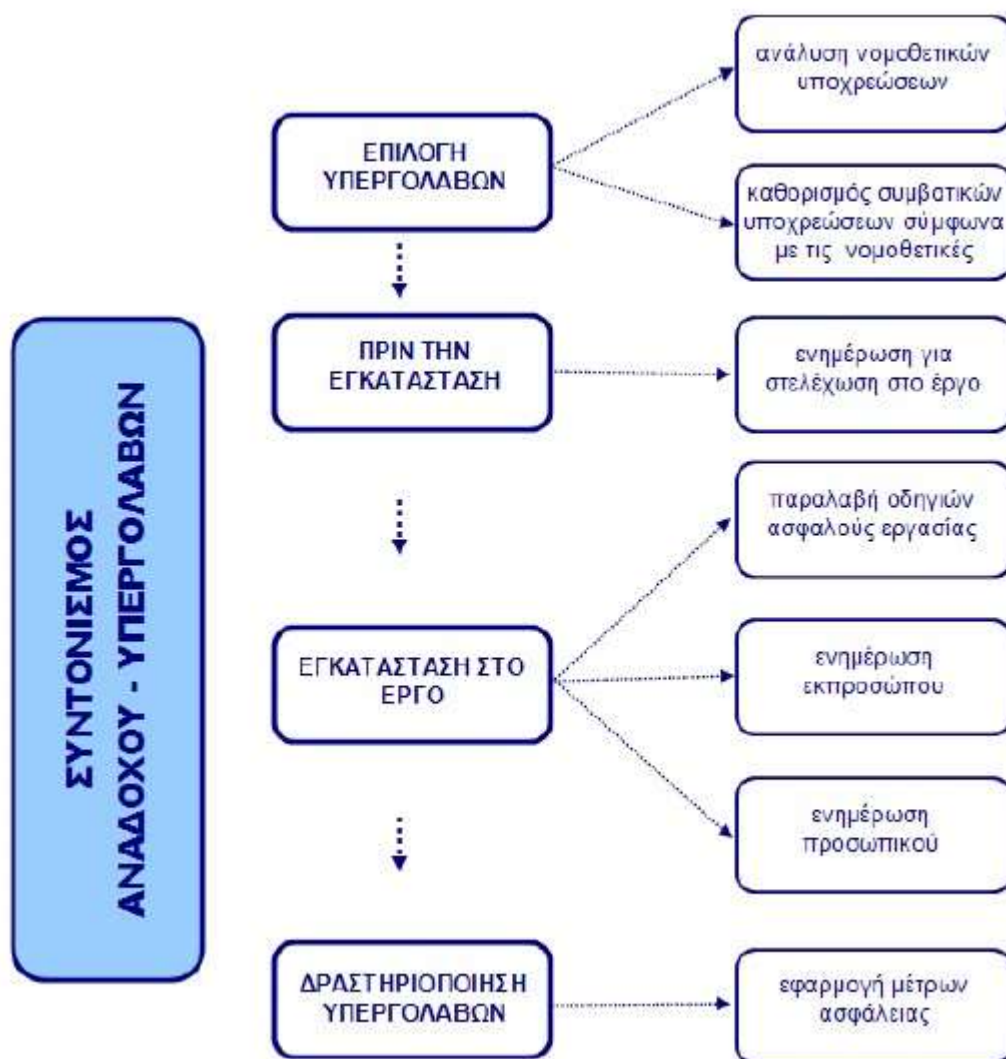 ΣΥΝΤΟΝΙΣΜΟΣ
ΑΝΑΔΟΧΟΥ - ΥΠΕΡΓΟΛΑΒΩΝ
ΕΠΙΛΟΓΗ
ΥΠΕΡΓΟΛΑΒΩΝ
ανάλυση νομοθετικών
υποχρεώσεων
καθορισμός συμβατικών
υποχρεώσεων σύμφωνα
με τις νομοθετικές
ΠΡΙΝ ΤΗΝ
ΕΓΚΑΤΑΣΤΑΣΗ
ενημέρωση για
στελέχωση στο έργο
ΕΓΚΑΤΑΣΤΑΣΗ ΣΤΟ
ΕΡΓΟ
παραλαβή οδηγιών
ασφαλούς εργασίας
ενημέρωση
εκπροσώπου
ενημέρωση
προσωπικού
ΔΡΑΣΤΗΡΙΟΠΟΙΗΣΗ
ΥΠΕΡΓΟΛΑΒΩΝ
εφαρμογή μέτρων
ασφάλειας